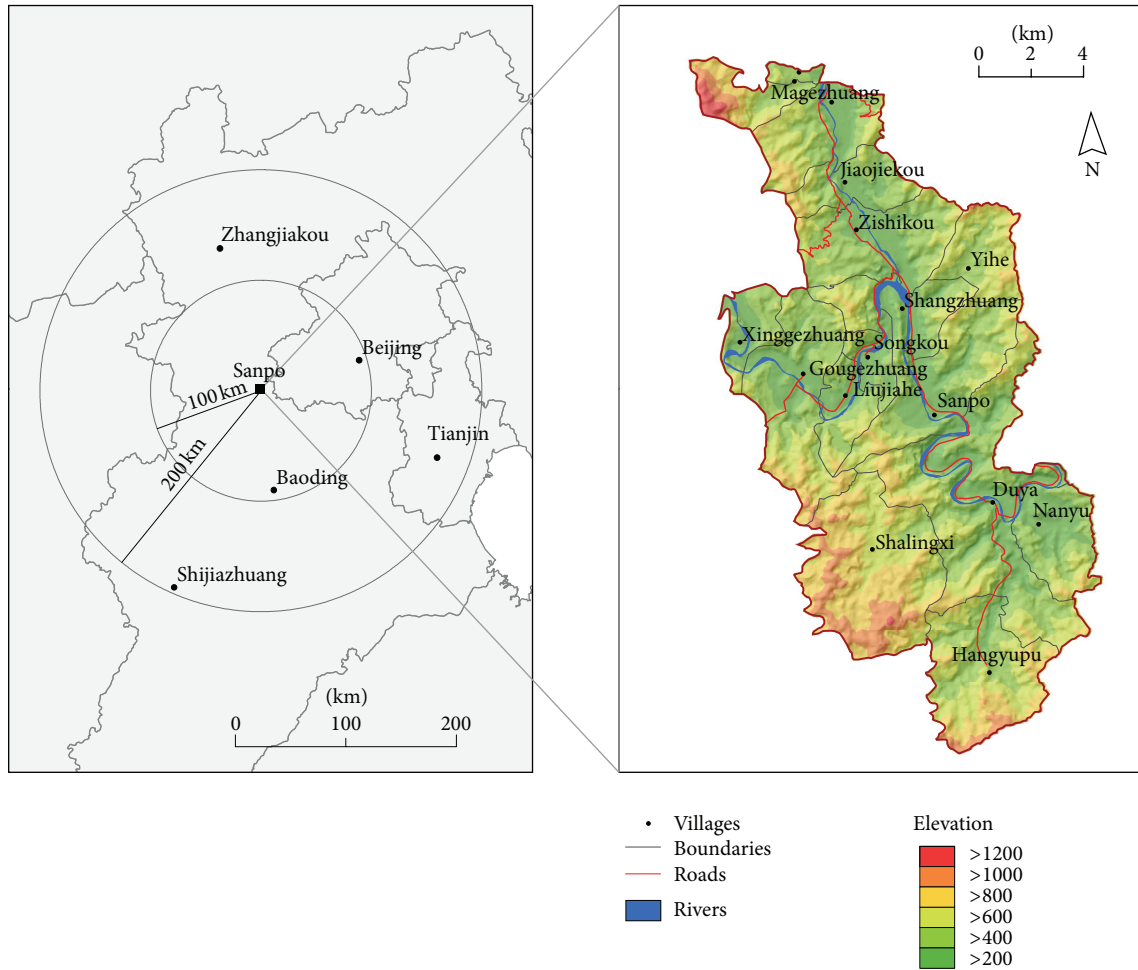 Zhangjiakou
Beijing
Sanpo
100 km
200 km
Tianjin
Baoding
Shijiazhuang
(km)
0 100 200
(km)
0 2 4
N
Magezhuang
Jiaojiekou
Zishikou
Yihe
Shangzhuang
Xinggezhuang
Songkou
Gougezhuang
Liujiahe
Sanpo
Duya
Nanyu
Shalingxi
Hangyupu
Villages
Boundaries
Roads
Rivers
Elevation
>1200
>1000
>800
>600
>400
>200